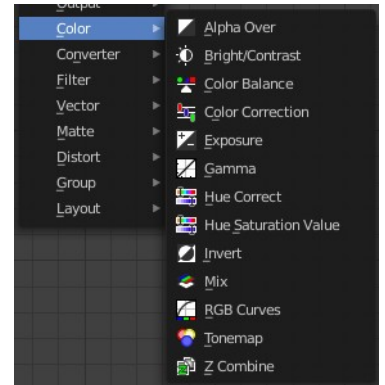 Output
Color
Converter
Filter
Vector
Matte
Distort
Group
Layout
Alpha Over
Bright/Contrast
Color Balance
Color Correction
Exposure
Gamma
Hue Correct
Hue Saturation Value
Invert
Mix
RGB Curves
Tonemap
Z Combine